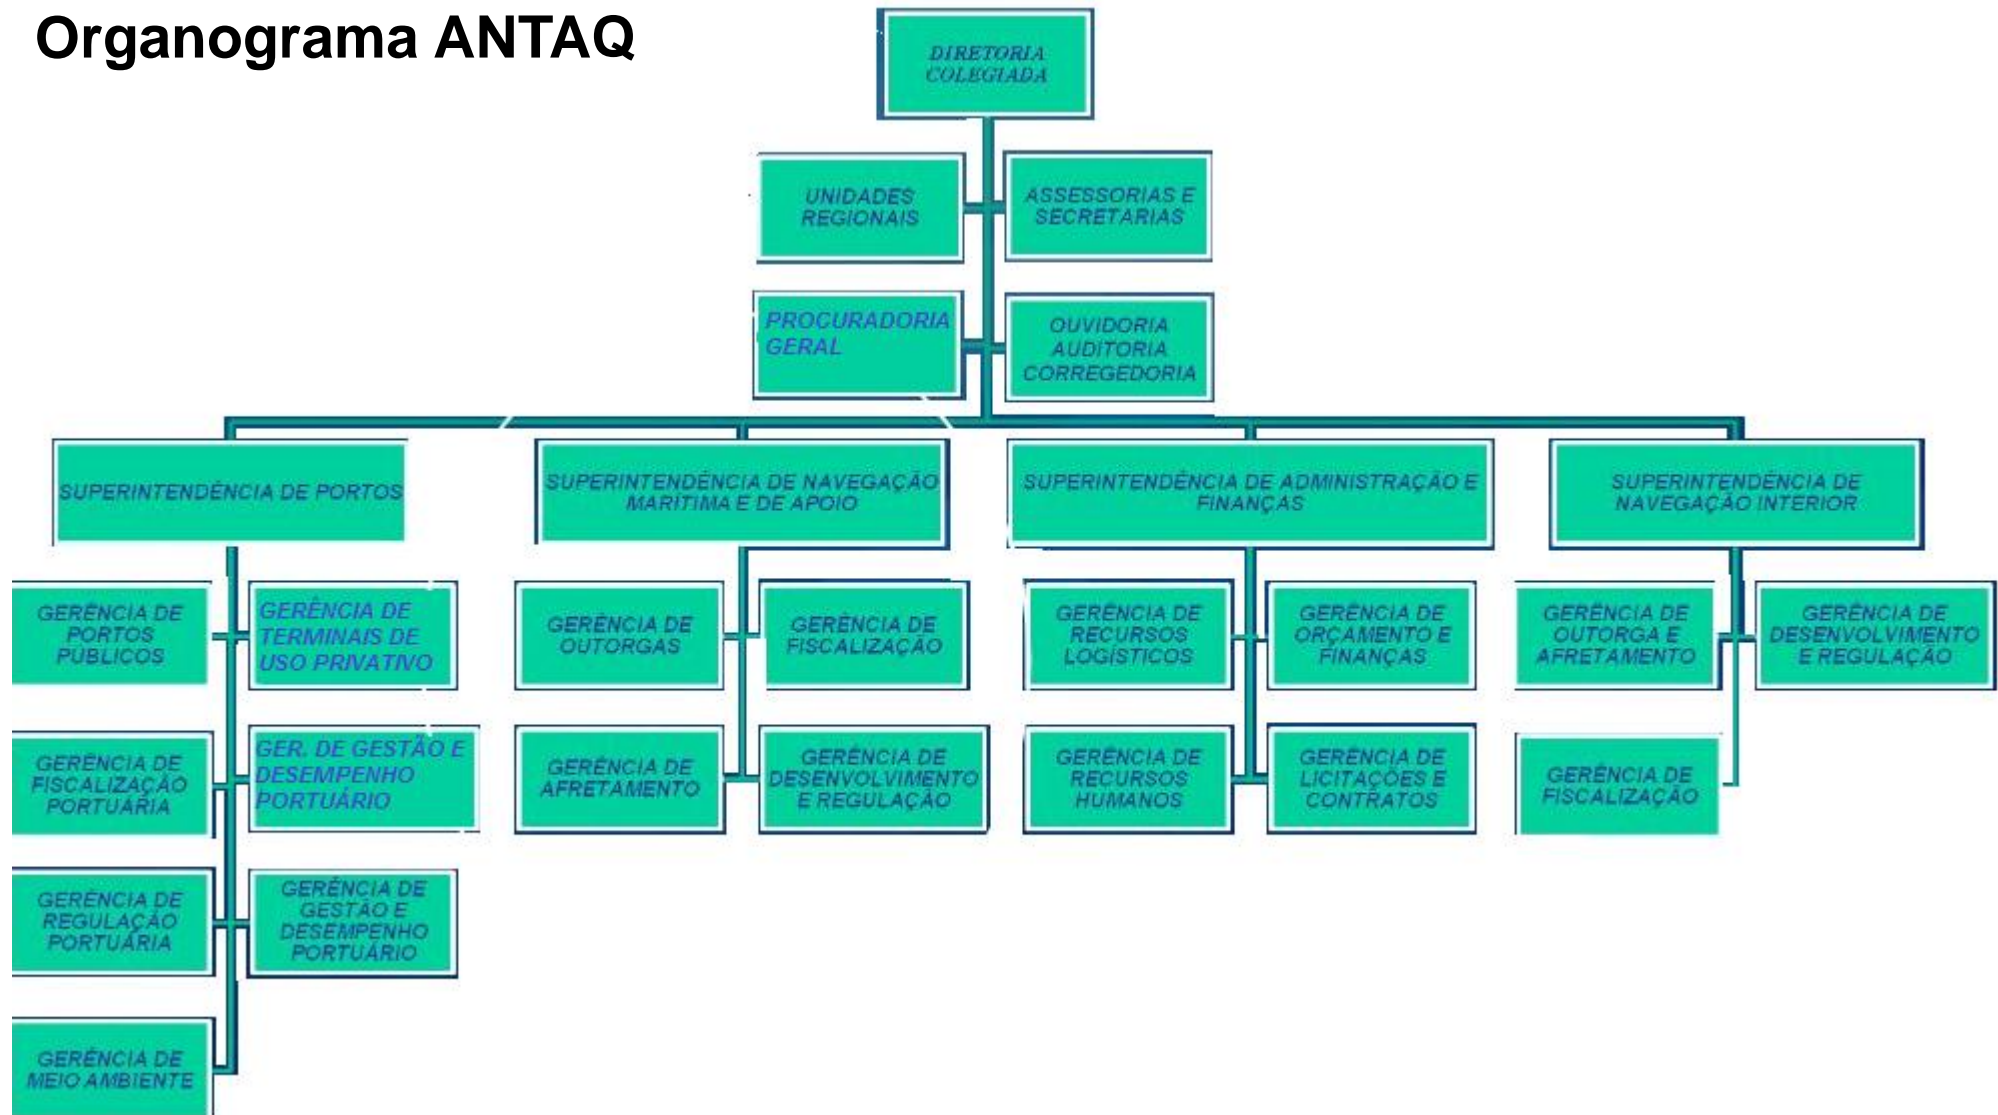 Organograma ANTAQ
DIRETORIA
COLEGIADA
UNIDADES
REGIONAIS
ASSESSORIAS E
SECRETARIAS
PROCURADORIA
GERAL
OUVIDORIA
AUDITORIA
CORREGEDORIA
SUPERINTENDÊNCIA DE PORTOS
SUPERINTENDÊNCIA DE NAVEGAÇÃO
MARÍTIMA E DE APOIO
SUPERINTENDÊNCIA DE ADMINISTRAÇÃO E
FINANÇAS
SUPERINTENDÊNCIA DE
NAVEGAÇÃO INTERIOR
GERÊNCIA DE
PORTOS
PÚBLICOS
GERÊNCIA DE
TERMINAIS DE
USO PRIVATIVO
GERÊNCIA DE
OUTORGAS
GERÊNCIA DE
FISCALIZAÇÃO
GERÊNCIA DE
RECURSOS
LOGÍSTICOS
GERÊNCIA DE
ORÇAMENTO E
FINANÇAS
GERÊNCIA DE
OUTORGA E
AFRETAMENTO
GERÊNCIA DE
DESENVOLVIMENTO
E REGULAÇÃO
GERÊNCIA DE
FISCALIZAÇÃO
PORTUÁRIA
GER. DE GESTÃO E
DESEMPENHO
PORTUÁRIO
GERÊNCIA DE
AFRETAMENTO
GERÊNCIA DE
DESENVOLVIMENTO
E REGULAÇÃO
GERÊNCIA DE
RECURSOS
HUMANOS
GERÊNCIA DE
LICITAÇÕES E
CONTRATOS
GERÊNCIA DE
FISCALIZAÇÃO
GERÊNCIA DE
REGULAÇÃO
PORTUÁRIA
GERÊNCIA DE
GESTÃO E
DESEMPENHO
PORTUÁRIO
GERÊNCIA DE
MEIO AMBIENTE